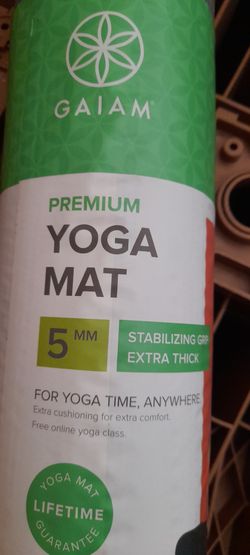 GAIAM®
PREMIUM
YOGA
MAT
5 MM
STABILIZING GRIP
EXTRA THICK
FOR YOGA TIME, ANYWHERE.
Extra cushioning for extra comfort.
Free online yoga class.
YOGA MAT
LIFETIME
GUARANTEE